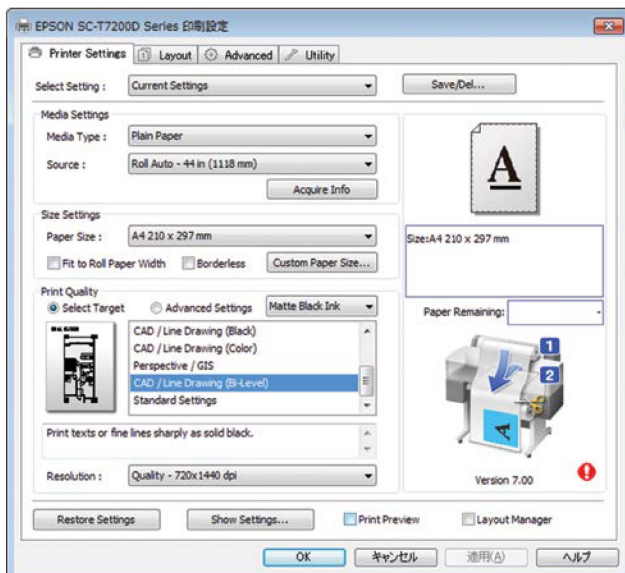 EPSON SC-T7200D Series 印刷設定
Printer Settings Layout Advanced Utility
Select Setting : Current Settings Save/Del...
Media Settings
Media Type : Plain Paper
Source : Roll Auto - 44 in (1118 mm)
Acquire Info
A
Size Settings
Paper Size : A4 210 x 297 mm
Size:A4 210 x 297 mm
Fit to Roll Paper Width Borderless Custom Paper Size...
Print Quality
Select Target Advanced Settings Matte Black Ink
Paper Remaining: -
CAD / Line Drawing (Black)
CAD / Line Drawing (Color)
Perspective / GIS
CAD / Line Drawing (Bi-Level)
Standard Settings
1
2
A
Print texts or fine lines sharply as solid black.
Resolution : Quality - 720x1440 dpi
Version 7.00
Restore Settings Show Settings... Print Preview Layout Manager
OK キャンセル 適用(A) ヘルプ